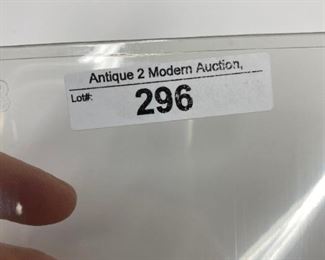 Antique 2 Modern Auction,
Lot#: 296